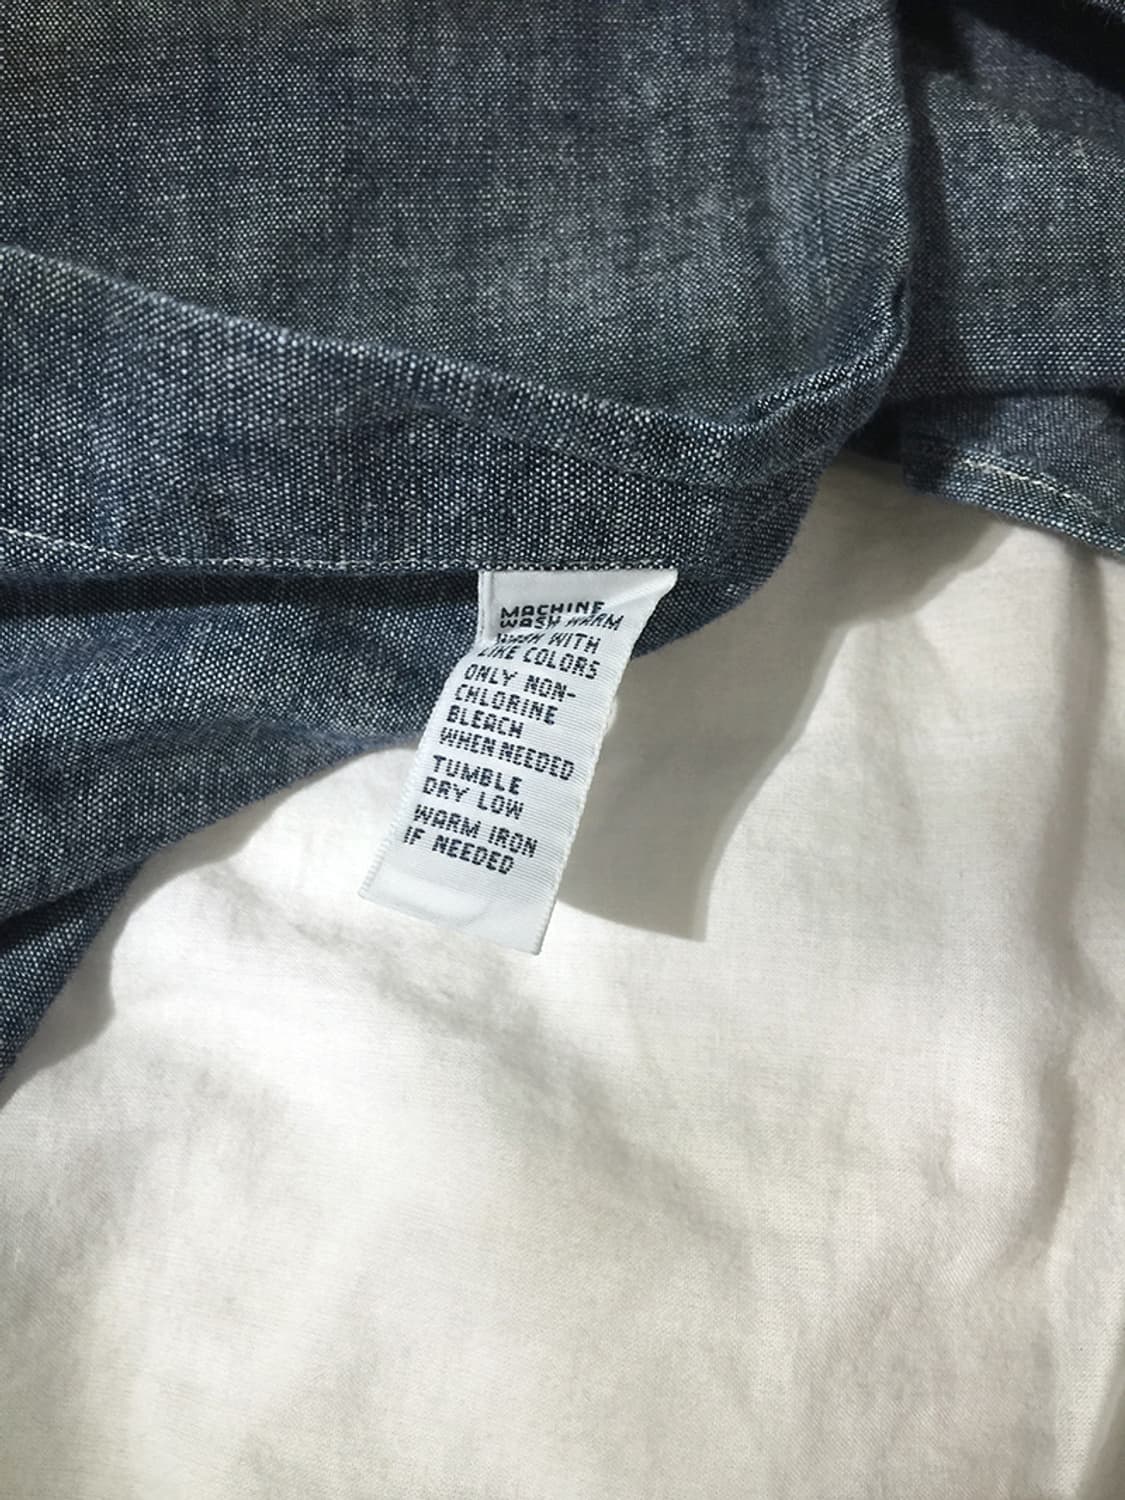 MACHINE
WASH WARM
WASH WITH
LIKE COLORS
ONLY NON-
CHLORINE
BLEACH
WHEN NEEDED
TUMBLE
DRY LOW
WARM IRON
IF NEEDED